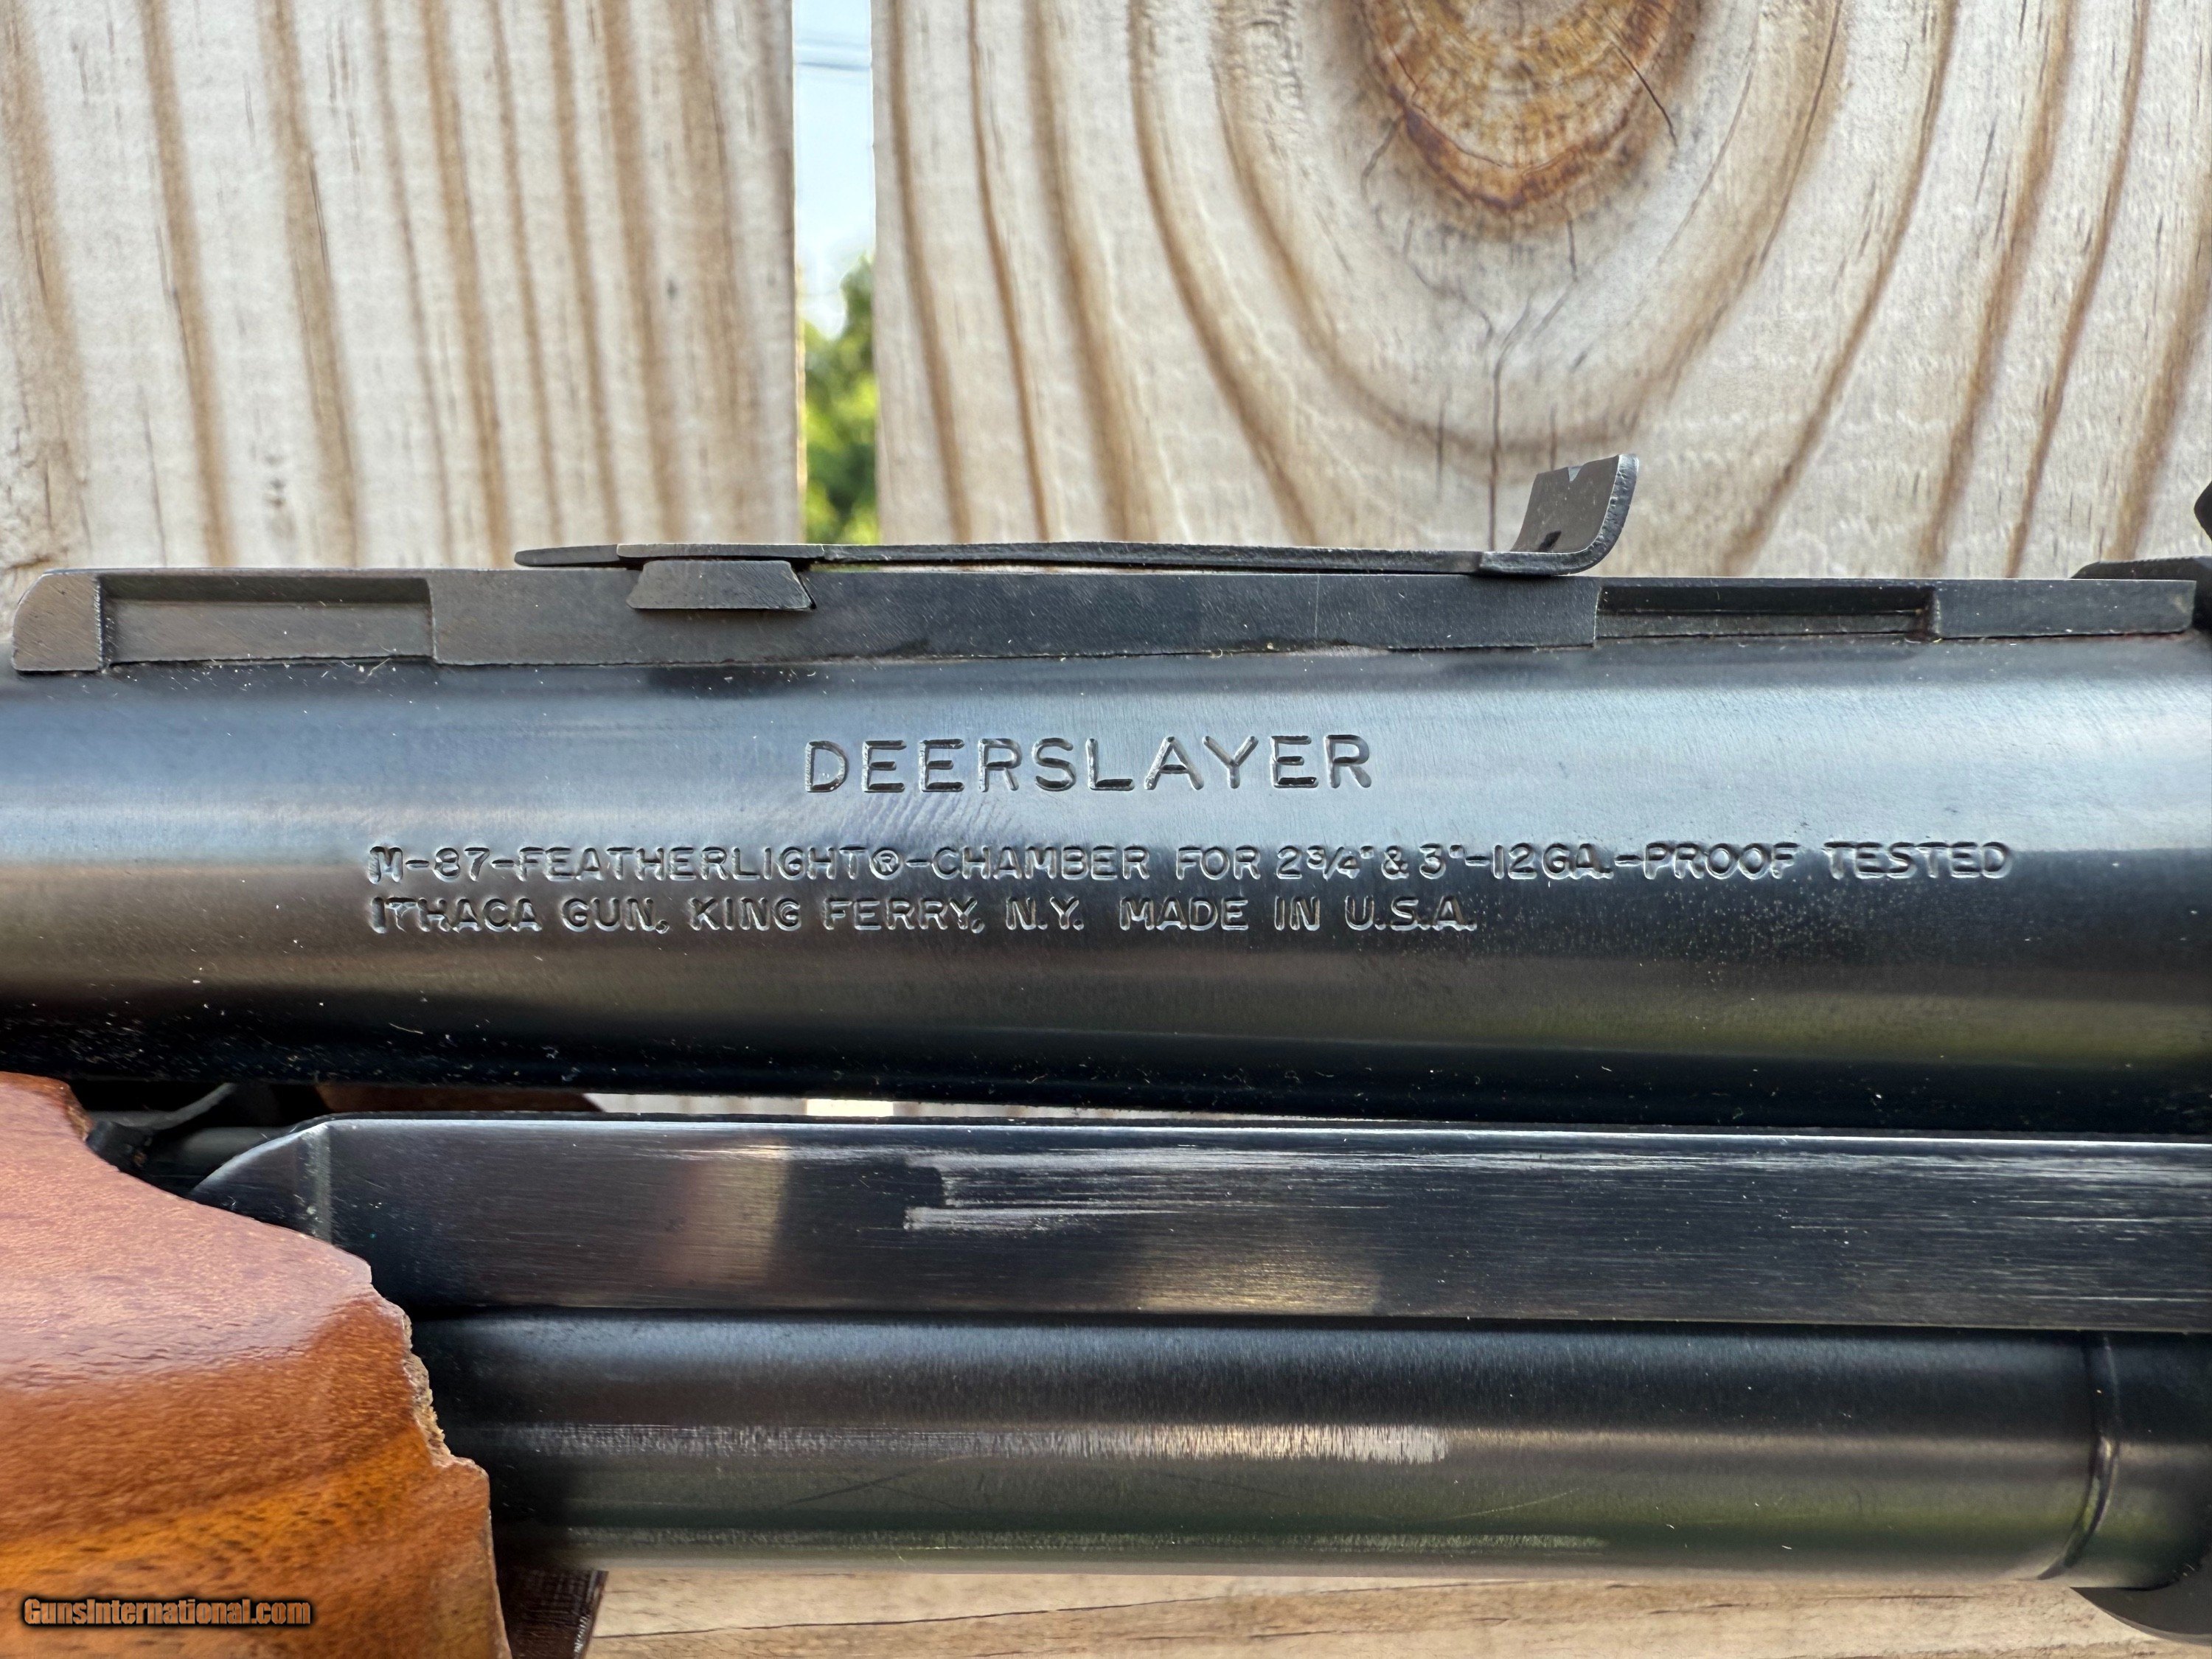 DEERSLAYER
M-87-FEATHERLIGHT®-CHAMBER FOR 2¾" & 3"-12GA.-PROOF TESTED
ITHACA GUN, KING FERRY, N.Y. MADE IN U.S.A.
GunsInternational.com